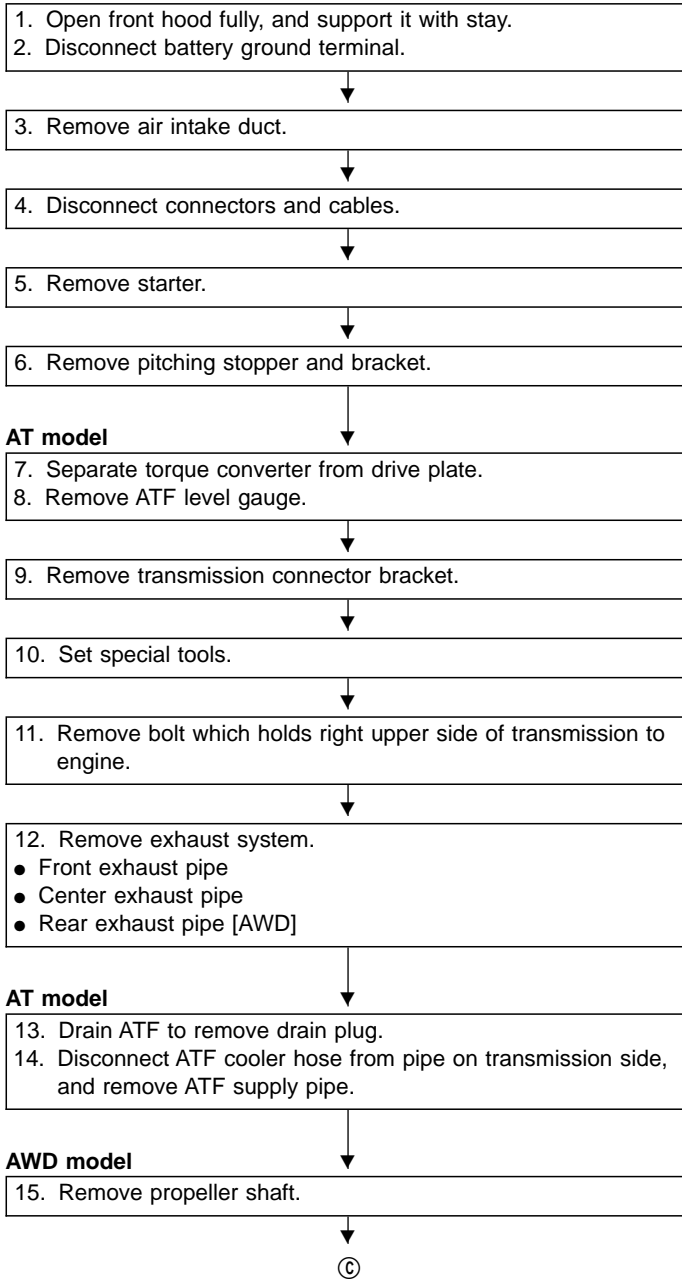 1. Open front hood fully, and support it with stay.
2. Disconnect battery ground terminal.
3. Remove air intake duct.
4. Disconnect connectors and cables.
5. Remove starter.
6. Remove pitching stopper and bracket.
AT model
7. Separate torque converter from drive plate.
8. Remove ATF level gauge.
9. Remove transmission connector bracket.
10. Set special tools.
11. Remove bolt which holds right upper side of transmission to
engine.
12. Remove exhaust system.
● Front exhaust pipe
● Center exhaust pipe
● Rear exhaust pipe [AWD]
AT model
13. Drain ATF to remove drain plug.
14. Disconnect ATF cooler hose from pipe on transmission side,
and remove ATF supply pipe.
AWD model
15. Remove propeller shaft.
Ⓒ